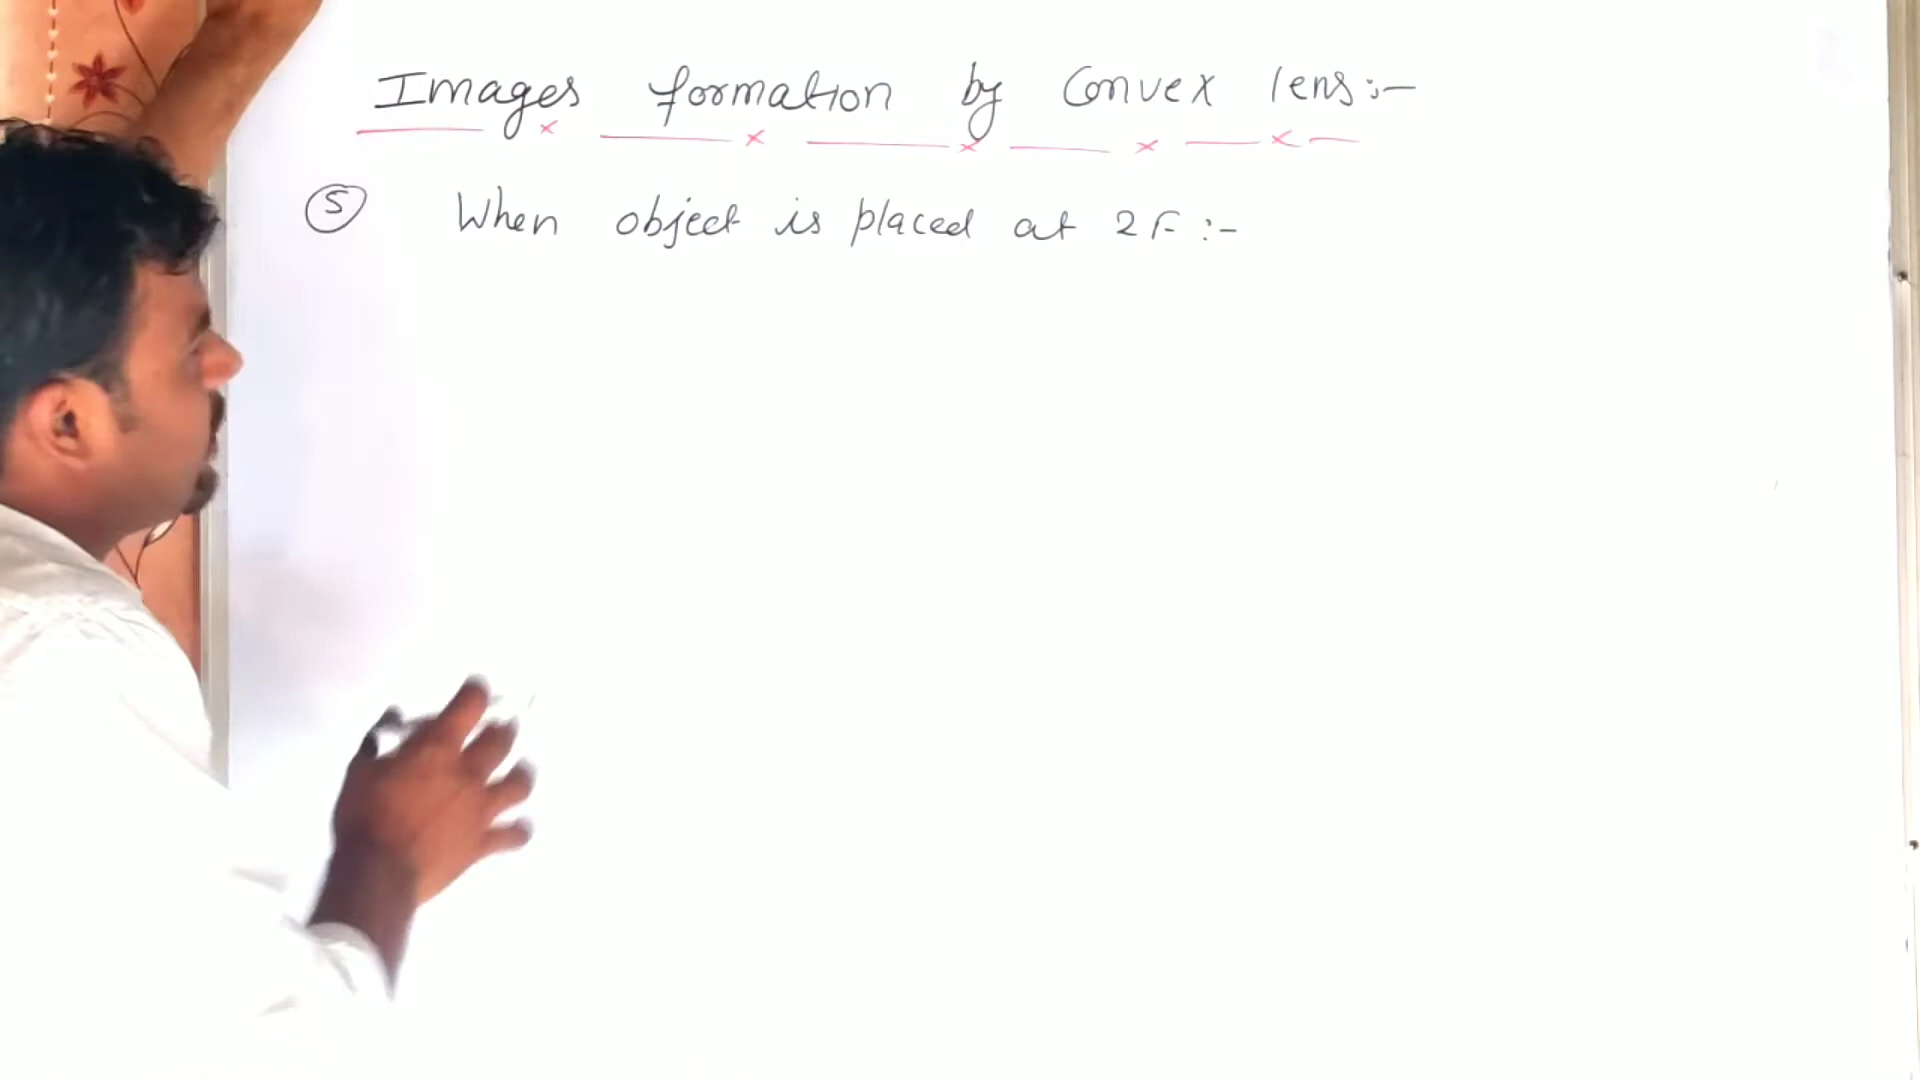 Images formation by Convex lens:-
5 When object is placed at 2F:-